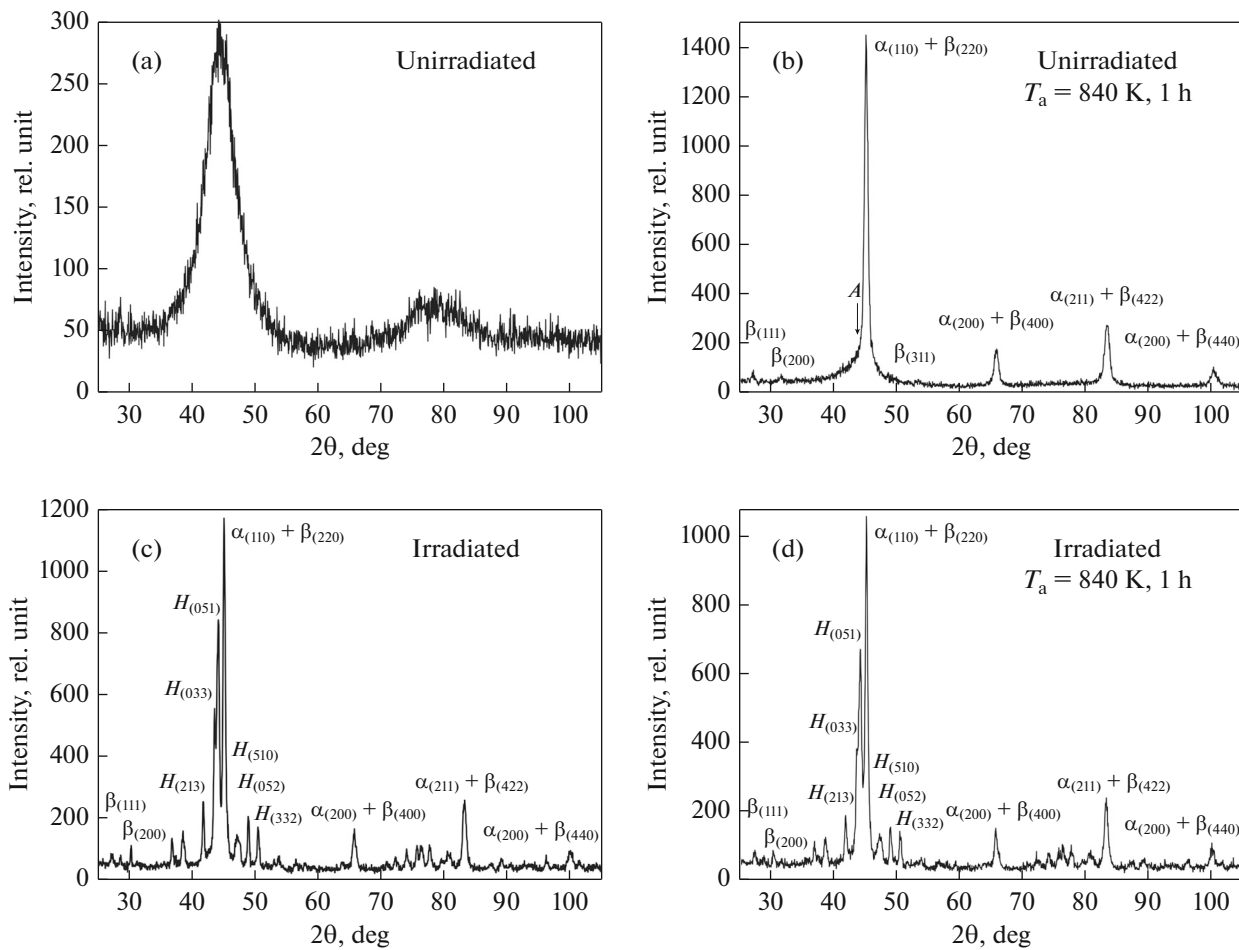 (a)
Unirradiated
300
250
200
150
100
50
0
Intensity, rel. unit
30 40 50 60 70 80 90 100
2θ, deg
(b)
α(110) + β(220)
Unirradiated
Ta = 840 K, 1 h
1400
1200
1000
800
600
400
200
0
Intensity, rel. unit
A
β(111)
β(200)
β(311)
α(200) + β(400)
α(211) + β(422)
α(200) + β(440)
30 40 50 60 70 80 90 100
2θ, deg
(c)
α(110) + β(220)
Irradiated
1200
1000
800
600
400
200
0
Intensity, rel. unit
H(051)
H(033)
H(213)
H(510)
H(052)
H(332)
β(111)
β(200)
α(200) + β(400)
α(211) + β(422)
α(200) + β(440)
30 40 50 60 70 80 90 100
2θ, deg
(d)
α(110) + β(220)
Irradiated
Ta = 840 K, 1 h
1000
800
600
400
200
0
Intensity, rel. unit
H(051)
H(033)
H(213)
H(510)
H(052)
H(332)
β(111)
β(200)
α(200) + β(400)
α(211) + β(422)
α(200) + β(440)
30 40 50 60 70 80 90 100
2θ, deg